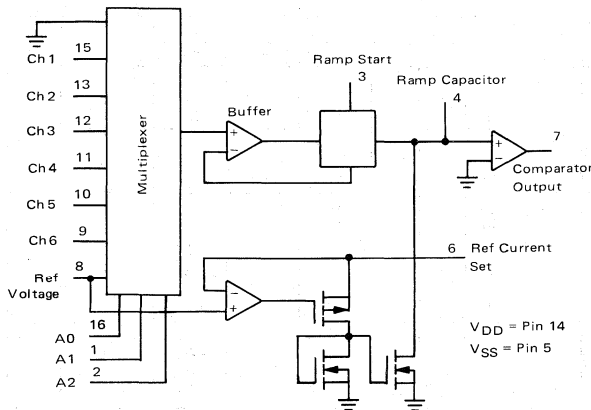 Ch 1 15
Ch 2 13
Ch 3 12
Ch 4 11
Ch 5 10
Ch 6 9
Ref 8
Voltage
A0 16
A1 1
A2 2
Multiplexer
Buffer
+
−
Ramp Start
3
Ramp Capacitor
4
+
−
7
Comparator
Output
−
+
6 Ref Current
Set
VDD = Pin 14
VSS = Pin 5